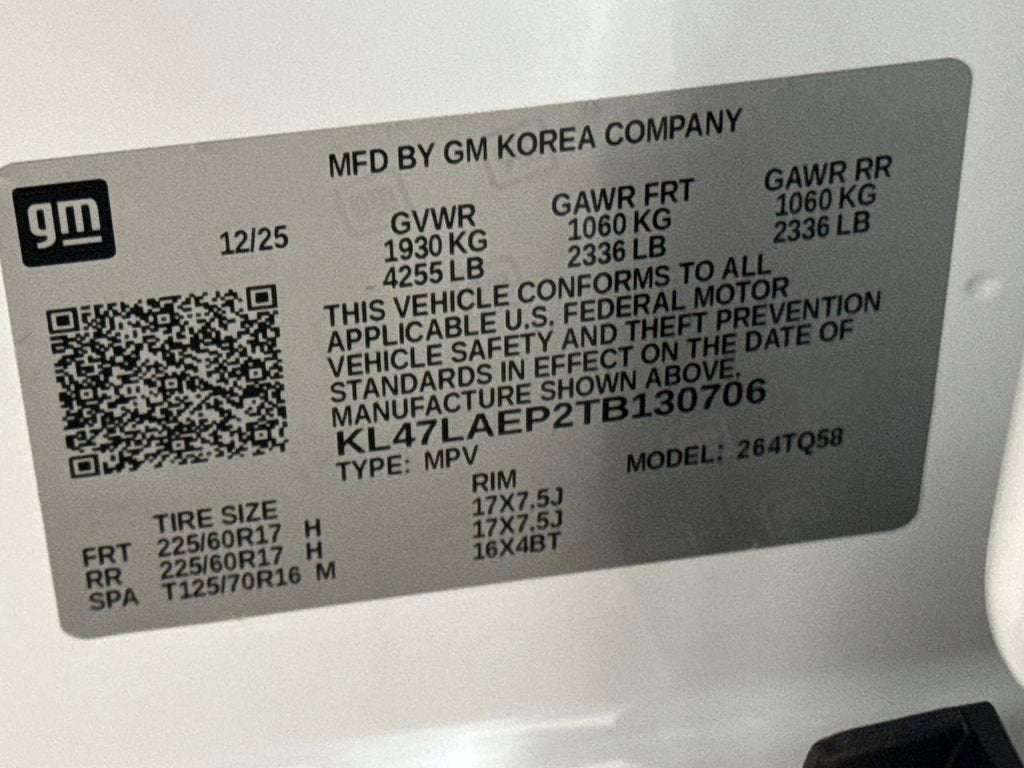 MFD BY GM KOREA COMPANY
gm
12/25
GVWR
1930 KG
4255 LB
GAWR FRT
1060 KG
2336 LB
GAWR RR
1060 KG
2336 LB
THIS VEHICLE CONFORMS TO ALL
APPLICABLE U.S. FEDERAL MOTOR
VEHICLE SAFETY AND THEFT PREVENTION
STANDARDS IN EFFECT ON THE DATE OF
MANUFACTURE SHOWN ABOVE.
KL47LAEP2TB130706
TYPE: MPV MODEL: 264TQ58
TIRE SIZE RIM
FRT 225/60R17 H 17X7.5J
RR 225/60R17 H 17X7.5J
SPA T125/70R16 M 16X4BT